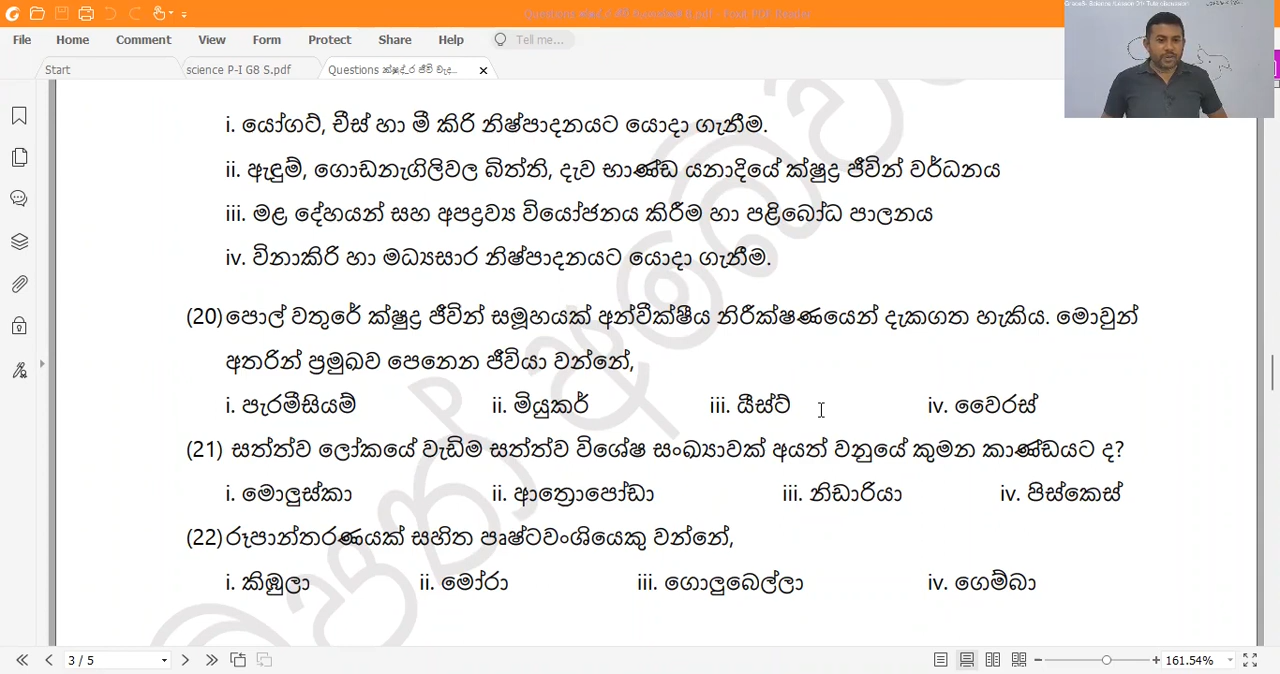 File Home Comment View Form Protect Share Help Tell me...
Start science P-I G8 S.pdf
i. යෝගට්, චීස් හා මී කිරි නිෂ්පාදනයට යොදා ගැනීම.
ii. ඇඳුම්, ගොඩනැගිලිවල බිත්ති, දැව භාණ්ඩ යනාදියේ ක්ෂුද්‍ර ජීවින් වර්ධනය
iii. මළ දේහයන් සහ අපද්‍රව්‍ය වියෝජනය කිරීම හා පළිබෝධ පාලනය
iv. විනාකිරි හා මධ්‍යසාර නිෂ්පාදනයට යොදා ගැනීම.
(20) පොල් වතුරේ ක්ෂුද්‍ර ජීවින් සමූහයක් අන්වීක්ෂීය නිරීක්ෂණයෙන් දැකගත හැකිය. මොවුන්
අතරින් ප්‍රමුඛව පෙනෙන ජීවියා වන්නේ,
i. පැරමීසියම් ii. මියුකර් iii. යීස්ට් iv. වෛරස්
(21) සත්ත්ව ලෝකයේ වැඩිම සත්ත්ව විශේෂ සංඛ්‍යාවක් අයත් වනුයේ කුමන කාණ්ඩයට ද?
i. මොලුස්කා ii. ආත්‍රොපෝඩා iii. නිඩාරියා iv. පිස්කෙස්
(22) රූපාන්තරණයක් සහිත පෘෂ්ටවංශියෙකු වන්නේ,
i. කිඹුලා ii. මෝරා iii. ගොලුබෙල්ලා iv. ගෙම්බා
3 / 5 161.54%